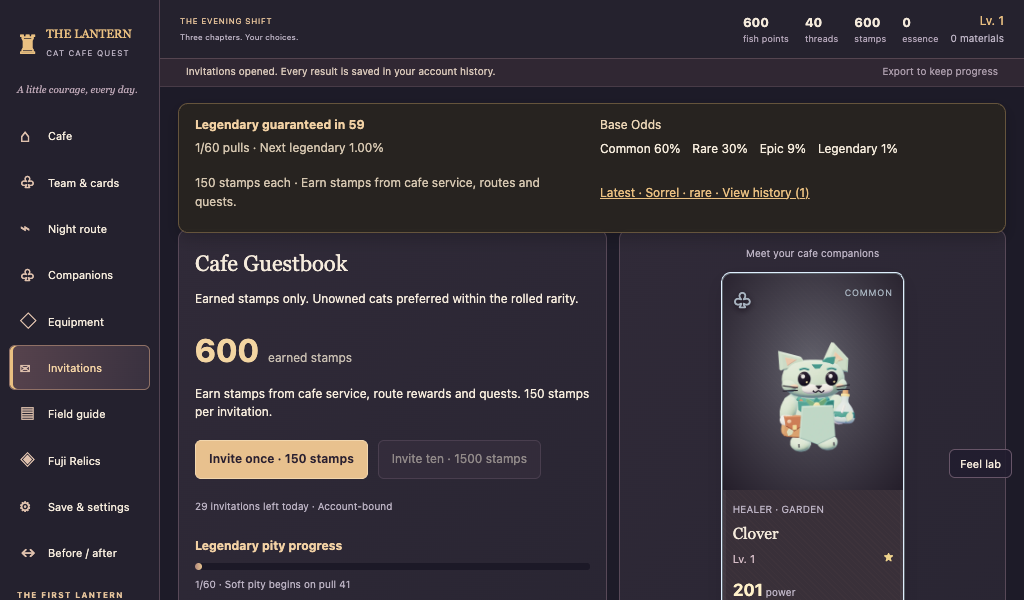 THE LANTERN
CAT CAFE QUEST
A little courage, every day.
Cafe
Team & cards
Night route
Companions
Equipment
Invitations
Field guide
Fuji Relics
Save & settings
Before / after
THE FIRST LANTERN
THE EVENING SHIFT
Three chapters. Your choices.
600 fish points
40 threads
600 stamps
0 essence
Lv. 1
0 materials
Invitations opened. Every result is saved in your account history.
Export to keep progress
Legendary guaranteed in 59
1/60 pulls · Next legendary 1.00%
150 stamps each · Earn stamps from cafe service, routes and
quests.
Base Odds
Common 60% Rare 30% Epic 9% Legendary 1%
Latest · Sorrel · rare · View history (1)
Cafe Guestbook
Earned stamps only. Unowned cats preferred within the rolled rarity.
600 earned stamps
Earn stamps from cafe service, route rewards and quests. 150 stamps
per invitation.
Invite once · 150 stamps
Invite ten · 1500 stamps
29 invitations left today · Account-bound
Legendary pity progress
1/60 · Soft pity begins on pull 41
Meet your cafe companions
COMMON
HEALER · GARDEN
Clover
Lv. 1
201 power
Feel lab